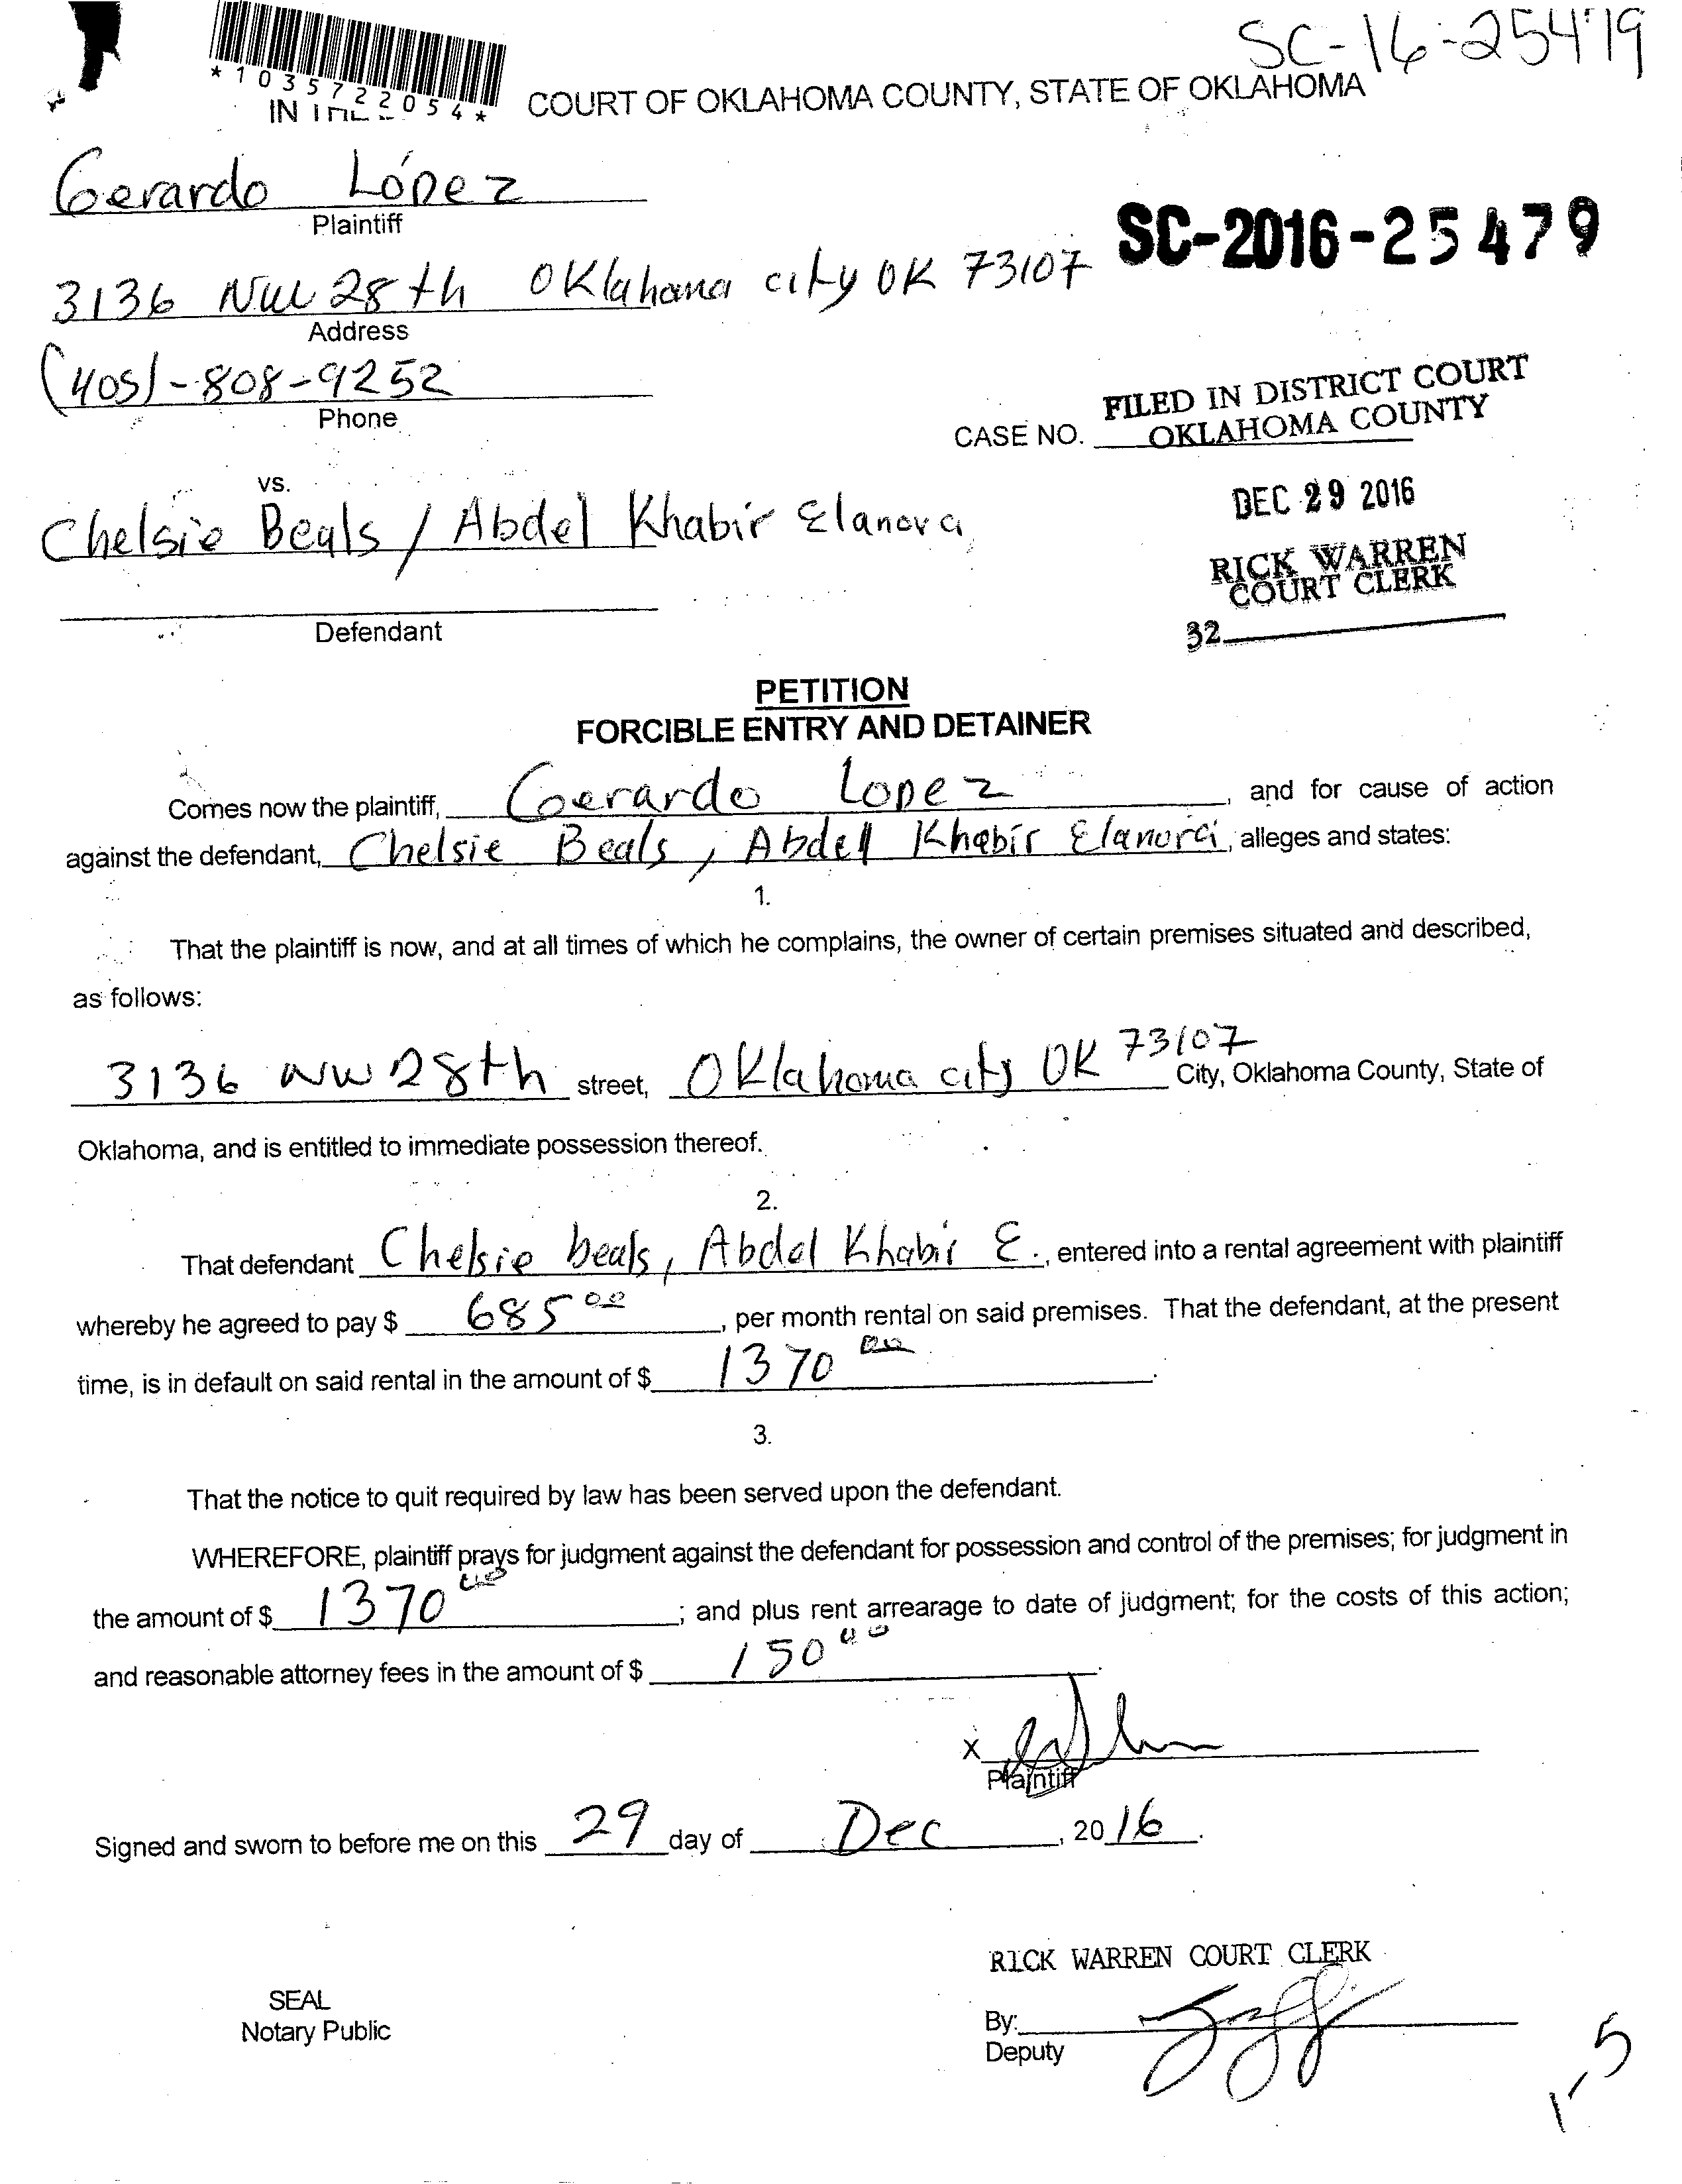 SC-16-25479
*1035722054*
IN THE COURT OF OKLAHOMA COUNTY, STATE OF OKLAHOMA
Gerardo López
Plaintiff
SC-2016-25479
3136 NW 28th Oklahoma city OK 73107
Address
(405)-808-9252
Phone
FILED IN DISTRICT COURT
OKLAHOMA COUNTY
CASE NO.
DEC 29 2016
RICK WARREN
COURT CLERK
32
vs.
Chelsie Beals / Abdel Khabir Elanora
Defendant
PETITION
FORCIBLE ENTRY AND DETAINER
Comes now the plaintiff, Gerardo Lopez, and for cause of action
against the defendant, Chelsie Beals, Abdell Khabir Elanora, alleges and states:
1.
That the plaintiff is now, and at all times of which he complains, the owner of certain premises situated and described,
as follows:
3136 NW 28th street, Oklahoma city OK 73107 City, Oklahoma County, State of
Oklahoma, and is entitled to immediate possession thereof.
2.
That defendant Chelsie beals, Abdel Khabir E., entered into a rental agreement with plaintiff
whereby he agreed to pay $ 685 00, per month rental on said premises. That the defendant, at the present
time, is in default on said rental in the amount of $ 1370 00.
3.
That the notice to quit required by law has been served upon the defendant.
WHEREFORE, plaintiff prays for judgment against the defendant for possession and control of the premises; for judgment in
the amount of $ 1370 00; and plus rent arrearage to date of judgment; for the costs of this action;
and reasonable attorney fees in the amount of $ 150 00.
X
Plaintiff
Signed and sworn to before me on this 29 day of Dec, 2016.
RICK WARREN COURT CLERK
SEAL
Notary Public
By:
Deputy
1-5